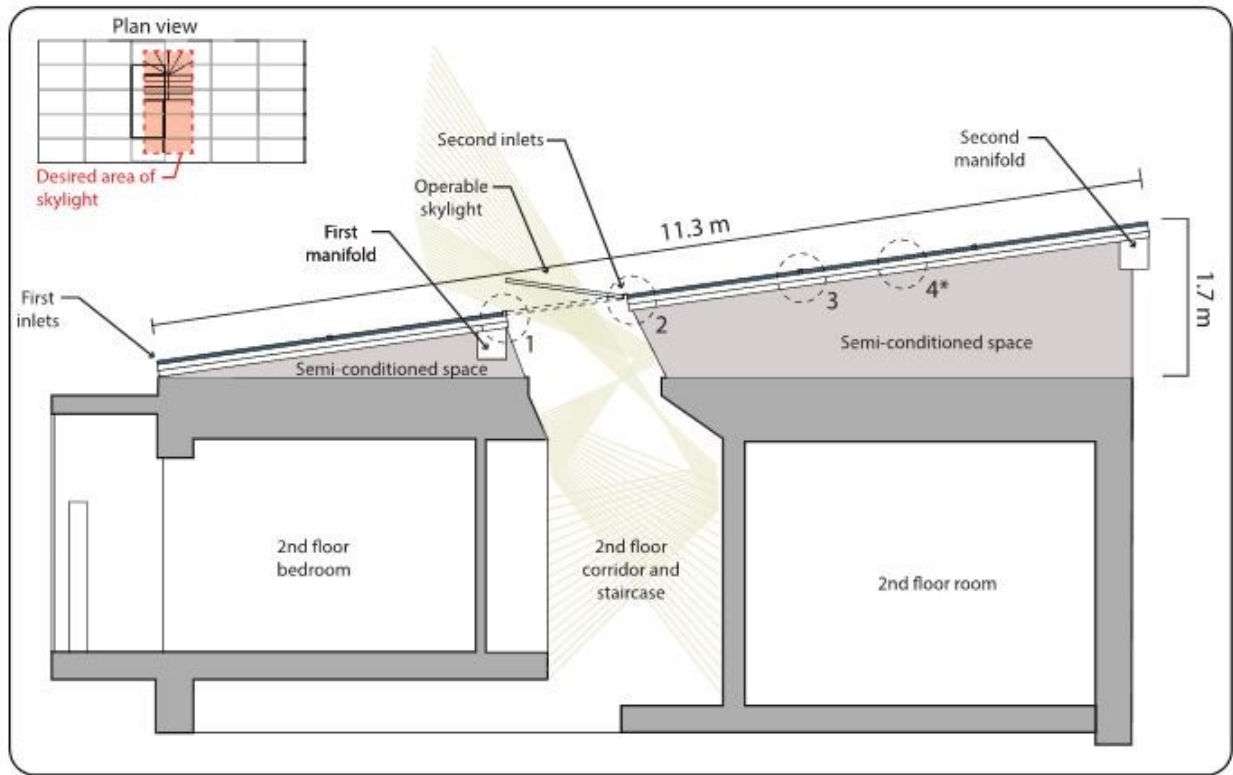 Plan view
Desired area of
skylight
Second inlets
Second
manifold
Operable
skylight
11.3 m
First
manifold
First
inlets
1
2
3
4*
1.7 m
Semi-conditioned space
Semi-conditioned space
2nd floor
bedroom
2nd floor
corridor and
staircase
2nd floor room